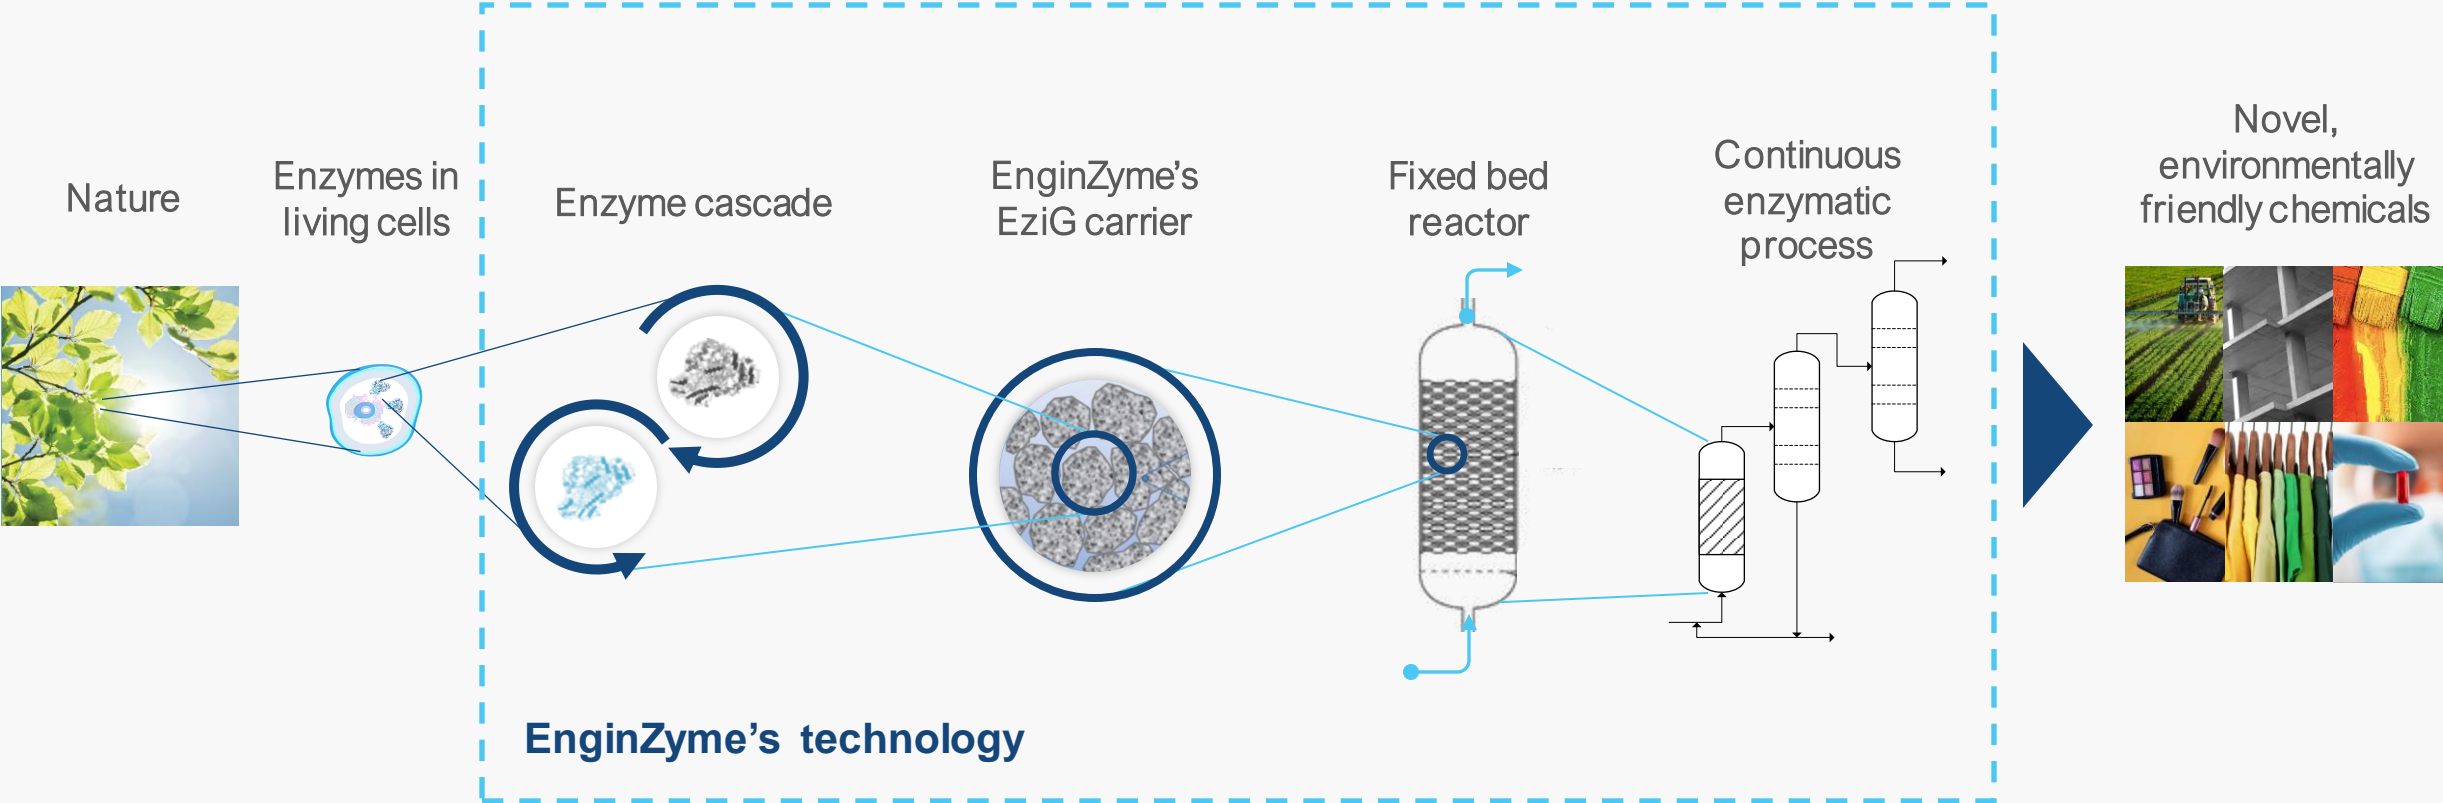 Nature
Enzymes in
living cells
Enzyme cascade
EnginZyme’s
EziG carrier
Fixed bed
reactor
Continuous
enzymatic
process
Novel,
environmentally
friendly chemicals
EnginZyme’s technology